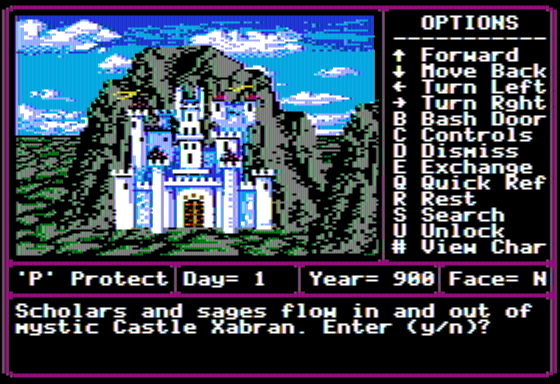 OPTIONS
------------
↑ Forward
↓ Move Back
← Turn Left
→ Turn Rght
B Bash Door
C Controls
D Dismiss
E Exchange
Q Quick Ref
R Rest
S Search
U Unlock
# View Char
'P' Protect
Day= 1
Year= 900
Face= N
Scholars and sages flow in and out of
mystic Castle Xabran. Enter (y/n)?